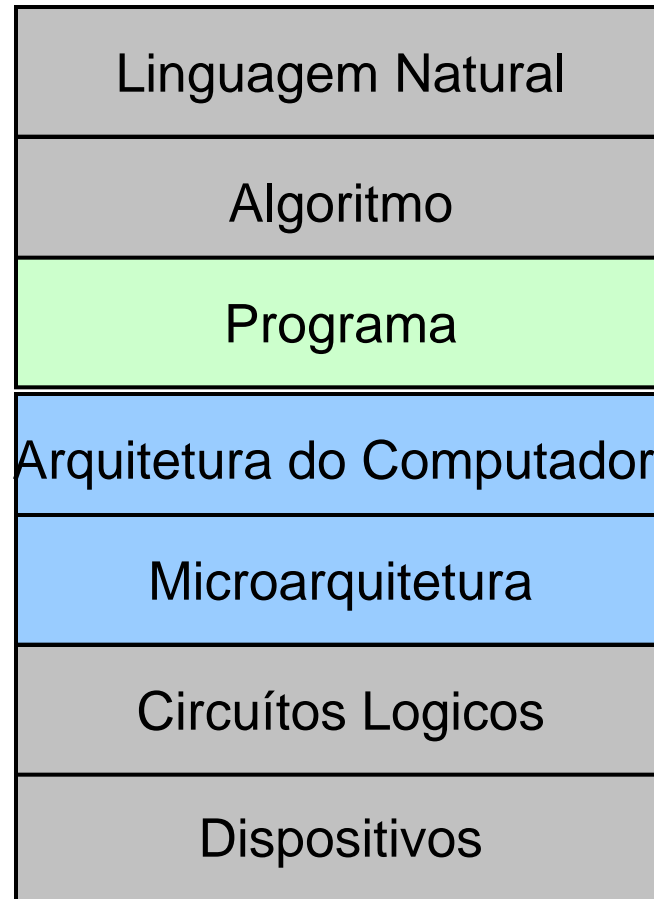 Linguagem Natural
Algoritmo
Programa
Arquitetura do Computador
Microarquitetura
Circuítos Logicos
Dispositivos